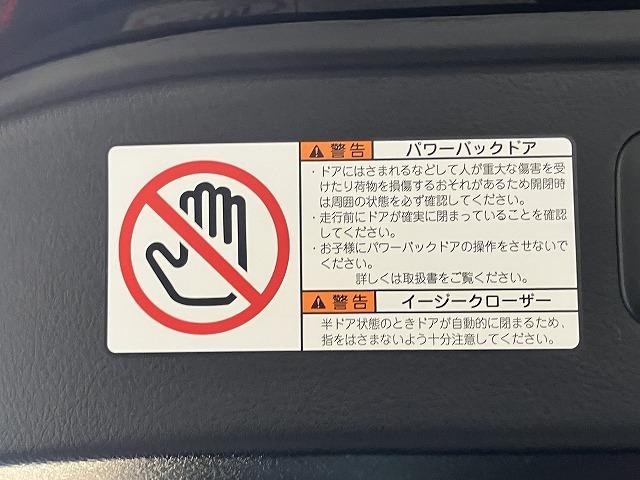 警告 パワーバックドア
・ドアにはさまれるなどして人が重大な傷害を受
けたり荷物を損傷するおそれがあるため開閉時
は周囲の状態を必ず確認してください。
・走行前にドアが確実に閉まっていることを確認
してください。
・お子様にパワーバックドアの操作をさせないで
ください。
詳しくは取扱書をご覧ください。
警告 イージークローザー
半ドア状態のときドアが自動的に閉まるため、
指をはさまないよう十分注意してください。